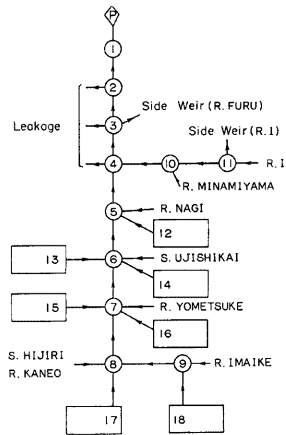 P
1
2
Side Weir (R. FURU)
Leakage
3
Side Weir (R.I)
4
10
11
R.I
R. MINAMIYAMA
5
R. NAGI
12
13
6
S. UJISHIKAI
14
15
7
R. YOMETSUKE
16
S. HIJIRI
R. KANEO
8
9
R. IMAIKE
17
18